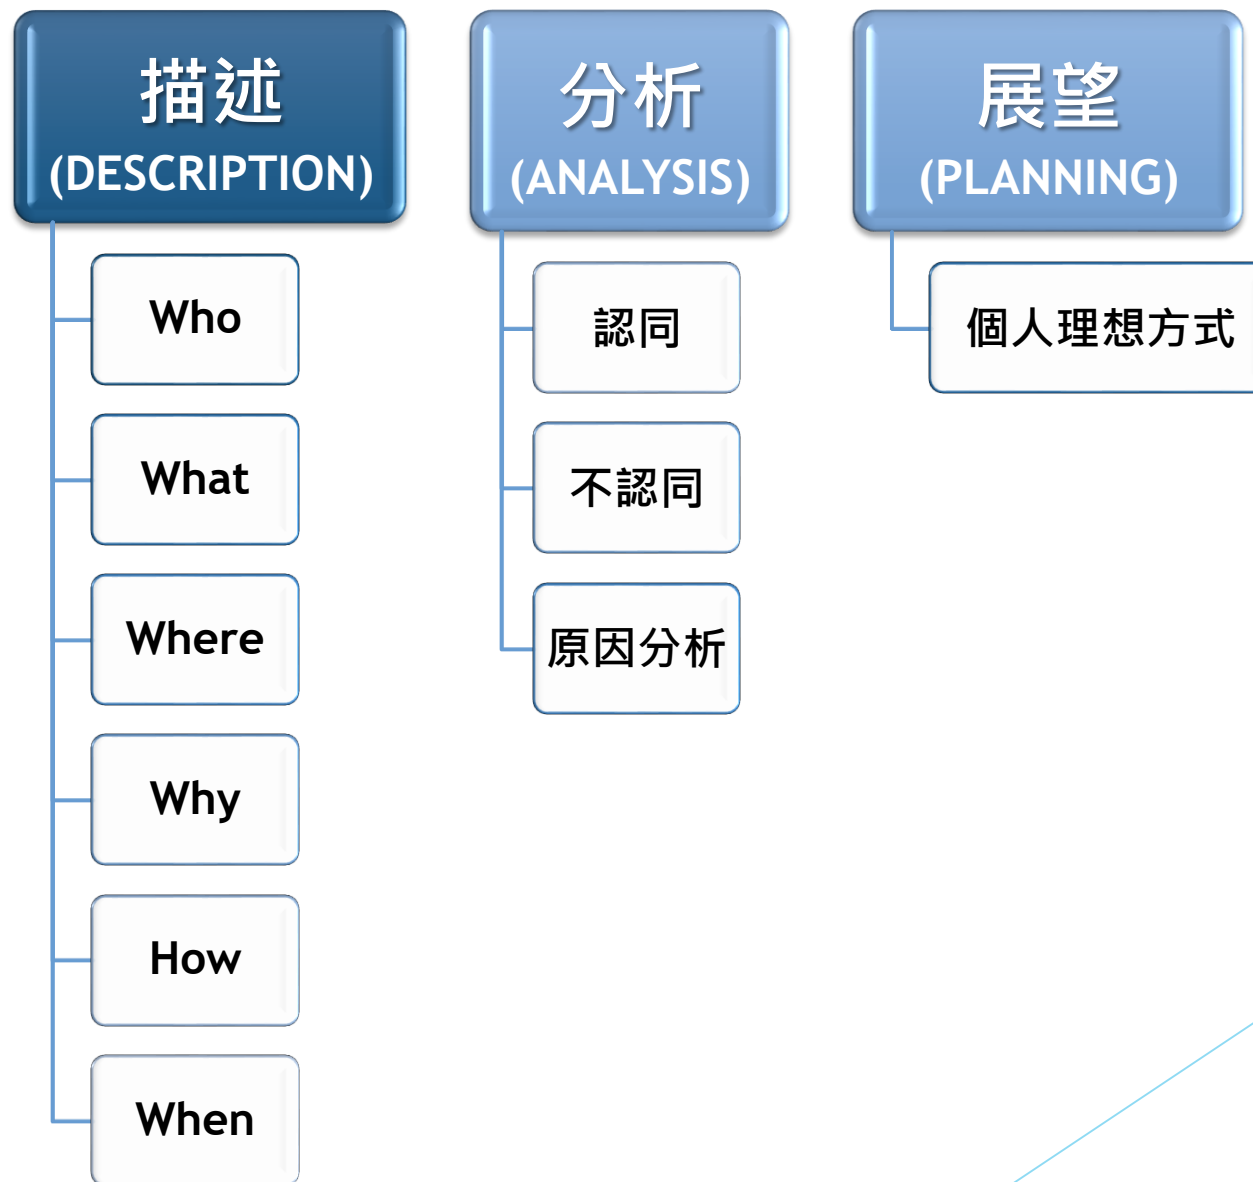 描述
(DESCRIPTION)
Who
What
Where
Why
How
When
分析
(ANALYSIS)
認同
不認同
原因分析
展望
(PLANNING)
個人理想方式